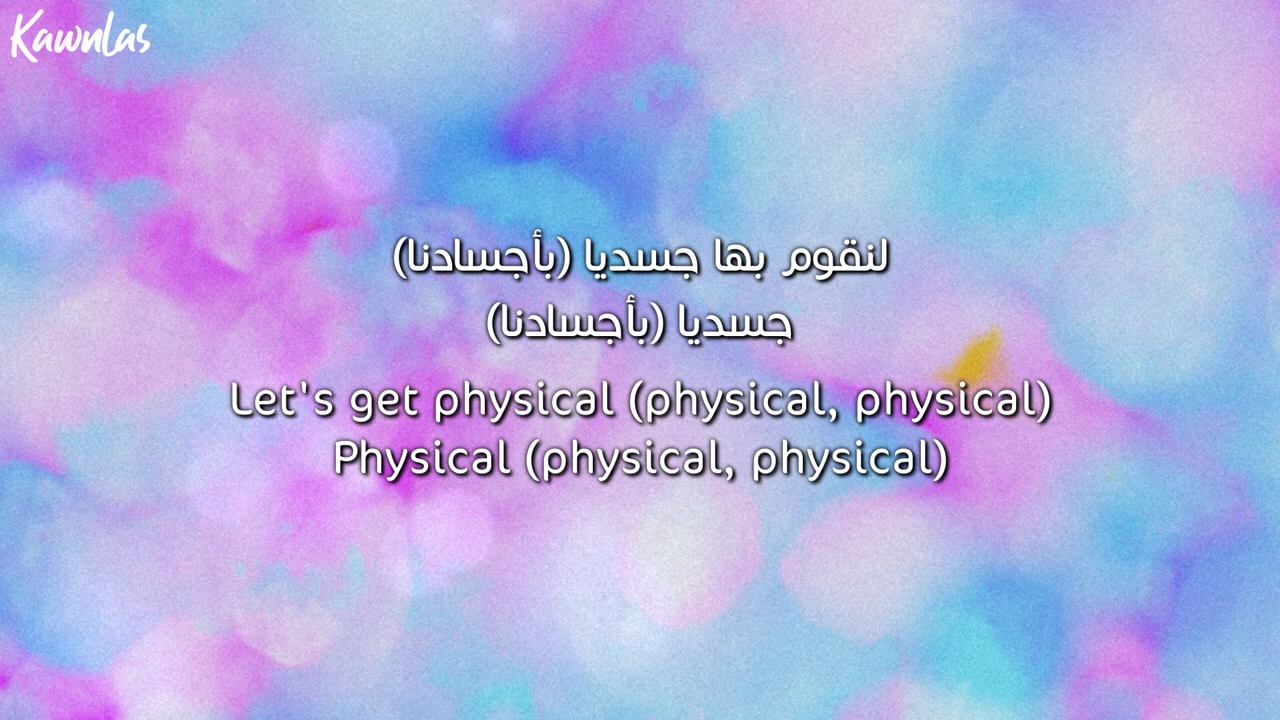 Kawnlas
لنقوم بها جسديا (بأجسادنا)
جسديا (بأجسادنا)
Let's get physical (physical, physical)
Physical (physical, physical)